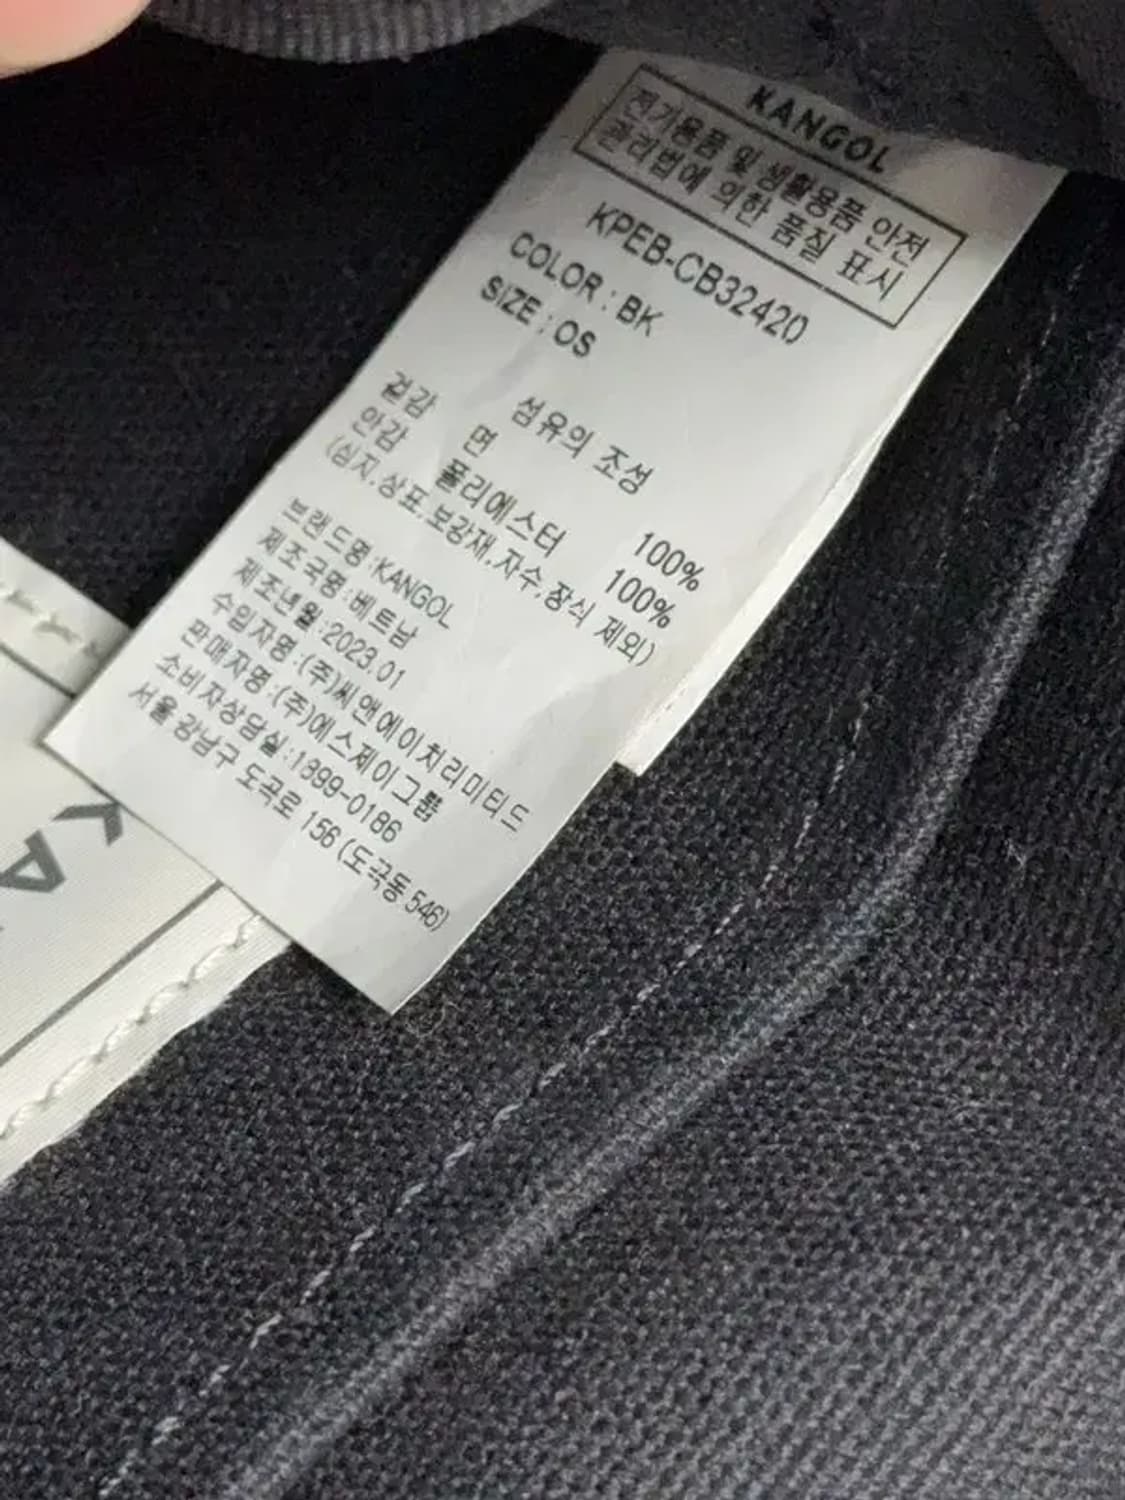 KANGOL
전기용품 및 생활용품 안전
관리법에 의한 품질 표시
KPEB-CB32420
COLOR : BK
SIZE : OS
섬유의 조성
겉감 면 100%
안감 폴리에스터 100%
(심지,상표,보강재,자수,장식 제외)
브랜드명:KANGOL
제조국명:베트남
제조년월:2023.01
수입자명:(주)씨앤에이치리미티드
판매자명:(주)에스제이그룹
소비자상담실:1899-0186
서울 강남구 도곡로 156 (도곡동 546)
KA